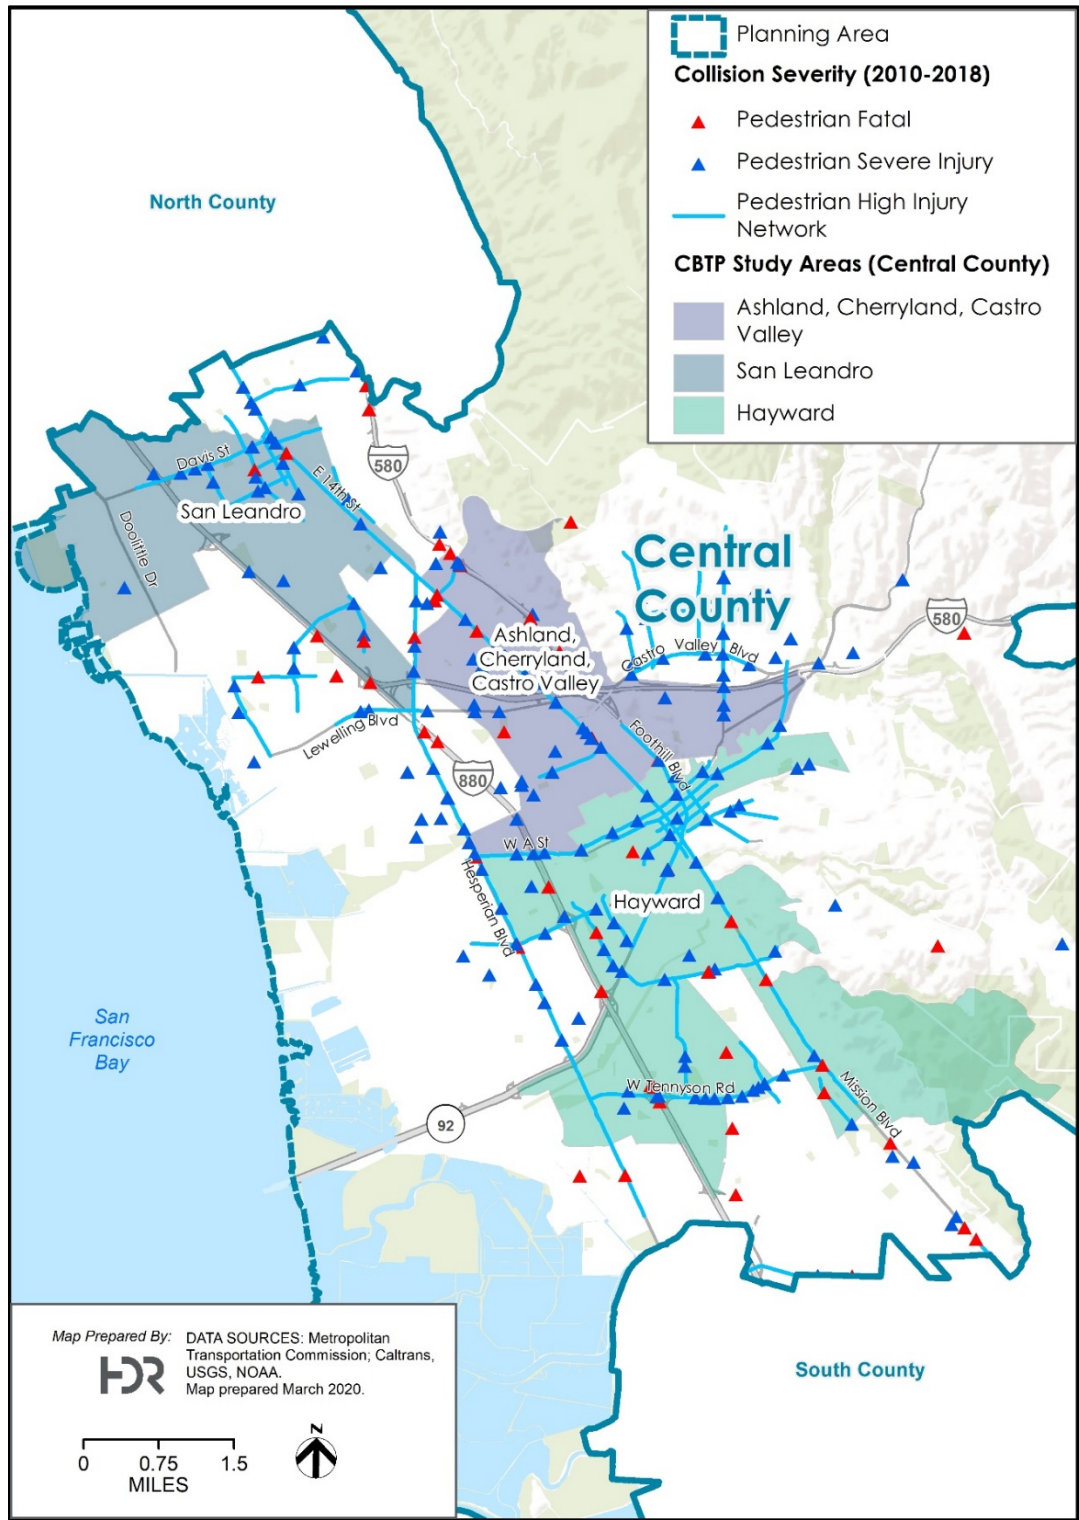 Planning Area
Collision Severity (2010-2018)
Pedestrian Fatal
Pedestrian Severe Injury
Pedestrian High Injury
Network
CBTP Study Areas (Central County)
Ashland, Cherryland, Castro
Valley
San Leandro
Hayward
North County
Davis St
580
E 14th St
San Leandro
Doolittle Dr
Central
County
580
Ashland,
Cherryland,
Castro Valley
Castro Valley Blvd
Lewelling Blvd
Foothill Blvd
880
W A St
Hesperian Blvd
Hayward
San
Francisco
Bay
W Tennyson Rd
Mission Blvd
92
South County
Map Prepared By:
HDR
DATA SOURCES: Metropolitan
Transportation Commission; Caltrans,
USGS, NOAA.
Map prepared March 2020.
N
0 0.75 1.5
MILES